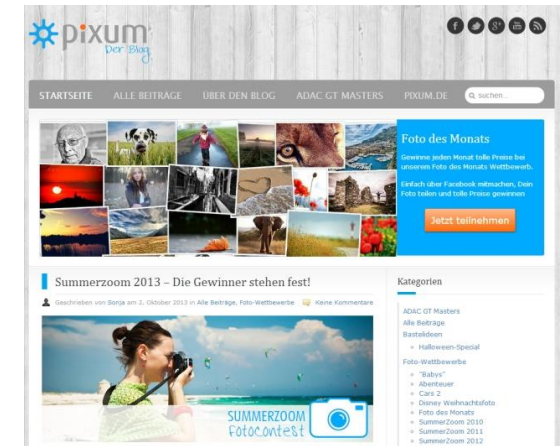 pixum
Der Blog
STARTSEITE ALLE BEITRÄGE ÜBER DEN BLOG ADAC GT MASTERS PIXUM.DE suchen...
Foto des Monats
Gewinne jeden Monat tolle Preise bei
unserem Foto des Monats Wettbewerb.
Einfach über Facebook mitmachen, Dein
Foto teilen und tolle Preise gewinnen
Jetzt teilnehmen
Summerzoom 2013 – Die Gewinner stehen fest!
Geschrieben von Sonja am 2. Oktober 2013 in Alle Beiträge, Foto-Wettbewerbe Keine Kommentare
SUMMERZOOM
Fotocontest
Kategorien
ADAC GT Masters
Alle Beiträge
Bastelideen
Halloween-Special
Foto-Wettbewerbe
"Babys"
Abenteuer
Cars 2
Disney Weihnachtsfoto
Foto des Monats
SummerZoom 2010
SummerZoom 2011
SummerZoom 2012